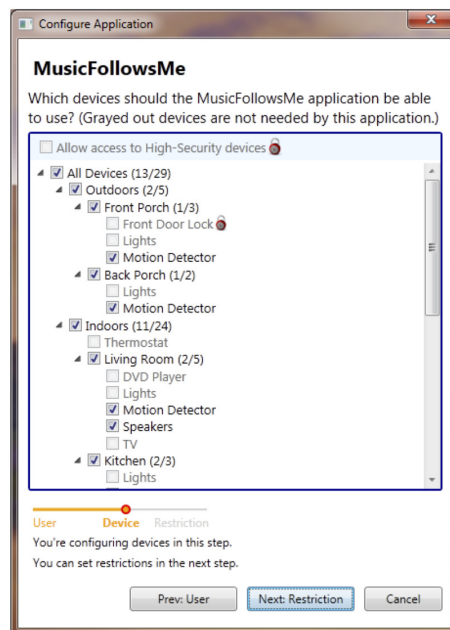 Configure Application
MusicFollowsMe
Which devices should the MusicFollowsMe application be able
to use? (Grayed out devices are not needed by this application.)
Allow access to High-Security devices
All Devices (13/29)
Outdoors (2/5)
Front Porch (1/3)
Front Door Lock
Lights
Motion Detector
Back Porch (1/2)
Lights
Motion Detector
Indoors (11/24)
Thermostat
Living Room (2/5)
DVD Player
Lights
Motion Detector
Speakers
TV
Kitchen (2/3)
Lights
User Device Restriction
You're configuring devices in this step.
You can set restrictions in the next step.
Prev: User Next: Restriction Cancel